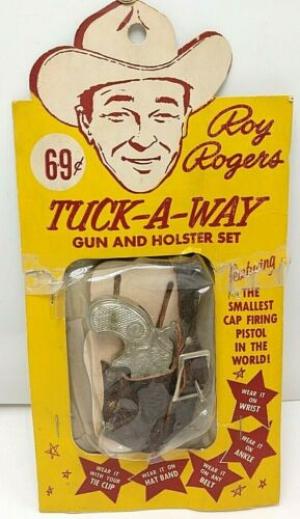 Roy
Rogers
69¢
TUCK-A-WAY
GUN AND HOLSTER SET
Featuring
THE
SMALLEST
CAP FIRING
PISTOL
IN THE
WORLD!
WEAR IT
ON
WRIST
WEAR IT
ON
ANKLE
WEAR IT
ON ANY
BELT
WEAR IT ON
HAT BAND
WEAR IT
WITH YOUR
TIE CLIP